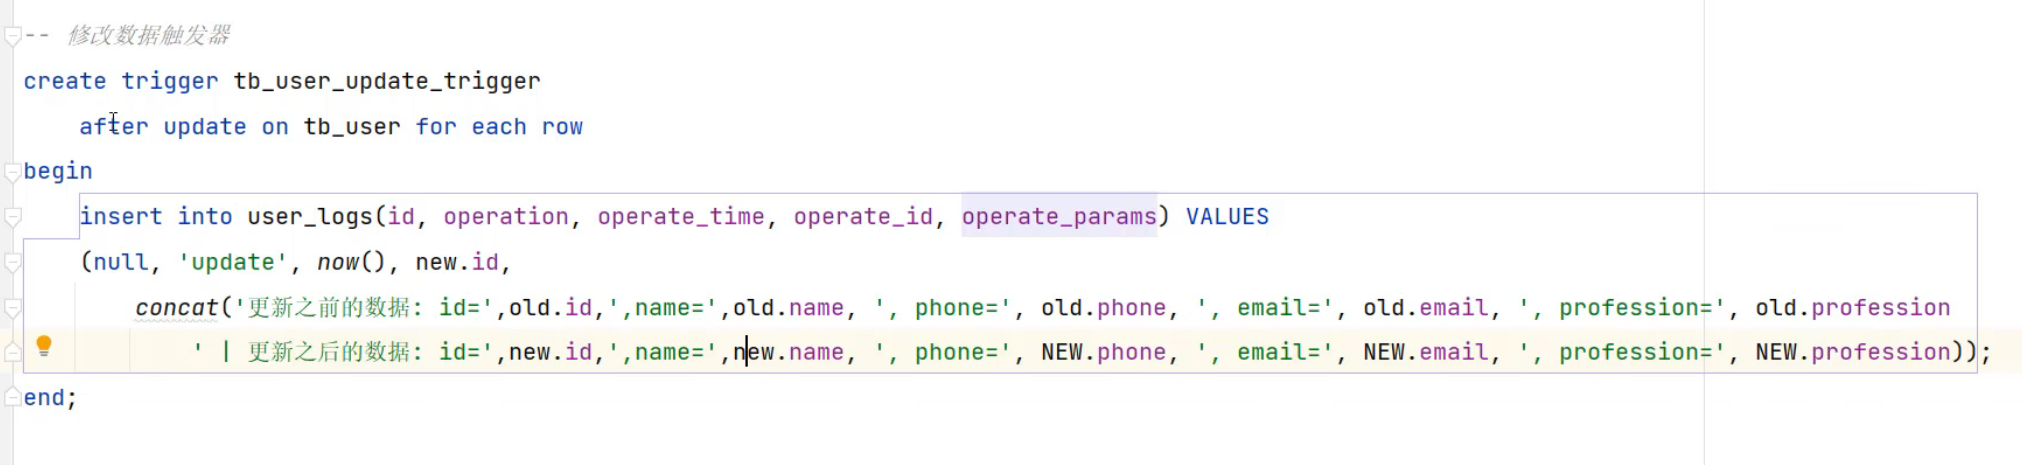 -- 修改数据触发器
create trigger tb_user_update_trigger
after update on tb_user for each row
begin
insert into user_logs(id, operation, operate_time, operate_id, operate_params) VALUES
(null, 'update', now(), new.id,
concat('更新之前的数据: id=',old.id,',name=',old.name, ', phone=', old.phone, ', email=', old.email, ', profession=', old.profession
' | 更新之后的数据: id=',new.id,',name=',new.name, ', phone=', NEW.phone, ', email=', NEW.email, ', profession=', NEW.profession));
end;